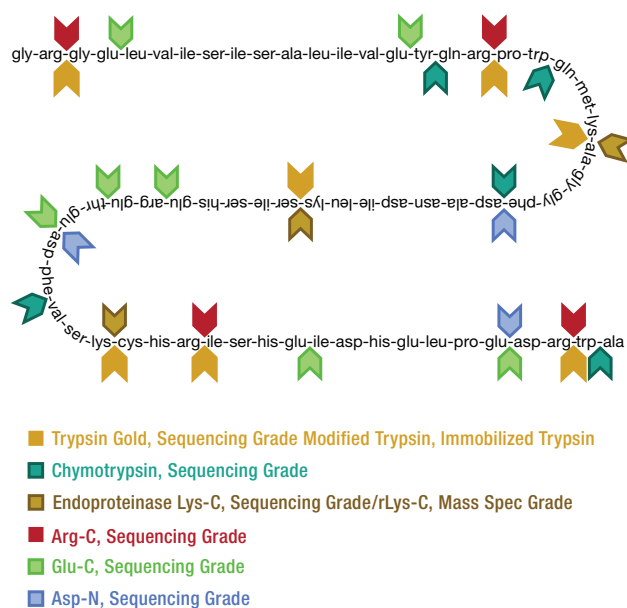 gly-arg-gly-glu-leu-val-ile-ser-ile-ser-ala-leu-ile-val-glu-tyr-gln-arg-pro-trp-gln-met-lys-ala-gly-gly-phe-asp-ala-asn-asp-ile-leu-lys-ser-ile-ser-his-glu-arg-glu-thr-glu-asp-phe-val-ser-lys-cys-his-arg-ile-ser-his-glu-ile-asp-his-glu-leu-pro-glu-asp-arg-trp-ala
Trypsin Gold, Sequencing Grade Modified Trypsin, Immobilized Trypsin
Chymotrypsin, Sequencing Grade
Endoproteinase Lys-C, Sequencing Grade/rLys-C, Mass Spec Grade
Arg-C, Sequencing Grade
Glu-C, Sequencing Grade
Asp-N, Sequencing Grade